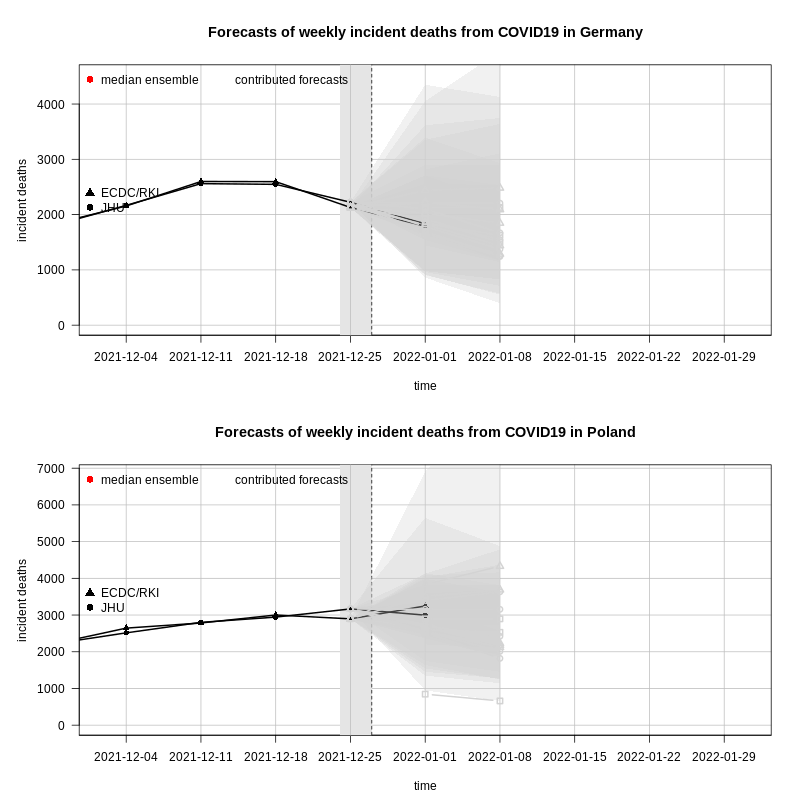 Forecasts of weekly incident deaths from COVID19 in Germany
median ensemble contributed forecasts
4000
3000
incident deaths
ECDC/RKI
JHU
2000
1000
0
2021-12-04 2021-12-11 2021-12-18 2021-12-25 2022-01-01 2022-01-08 2022-01-15 2022-01-22 2022-01-29
time
Forecasts of weekly incident deaths from COVID19 in Poland
7000
median ensemble contributed forecasts
6000
5000
4000
incident deaths
ECDC/RKI
JHU
3000
2000
1000
0
2021-12-04 2021-12-11 2021-12-18 2021-12-25 2022-01-01 2022-01-08 2022-01-15 2022-01-22 2022-01-29
time